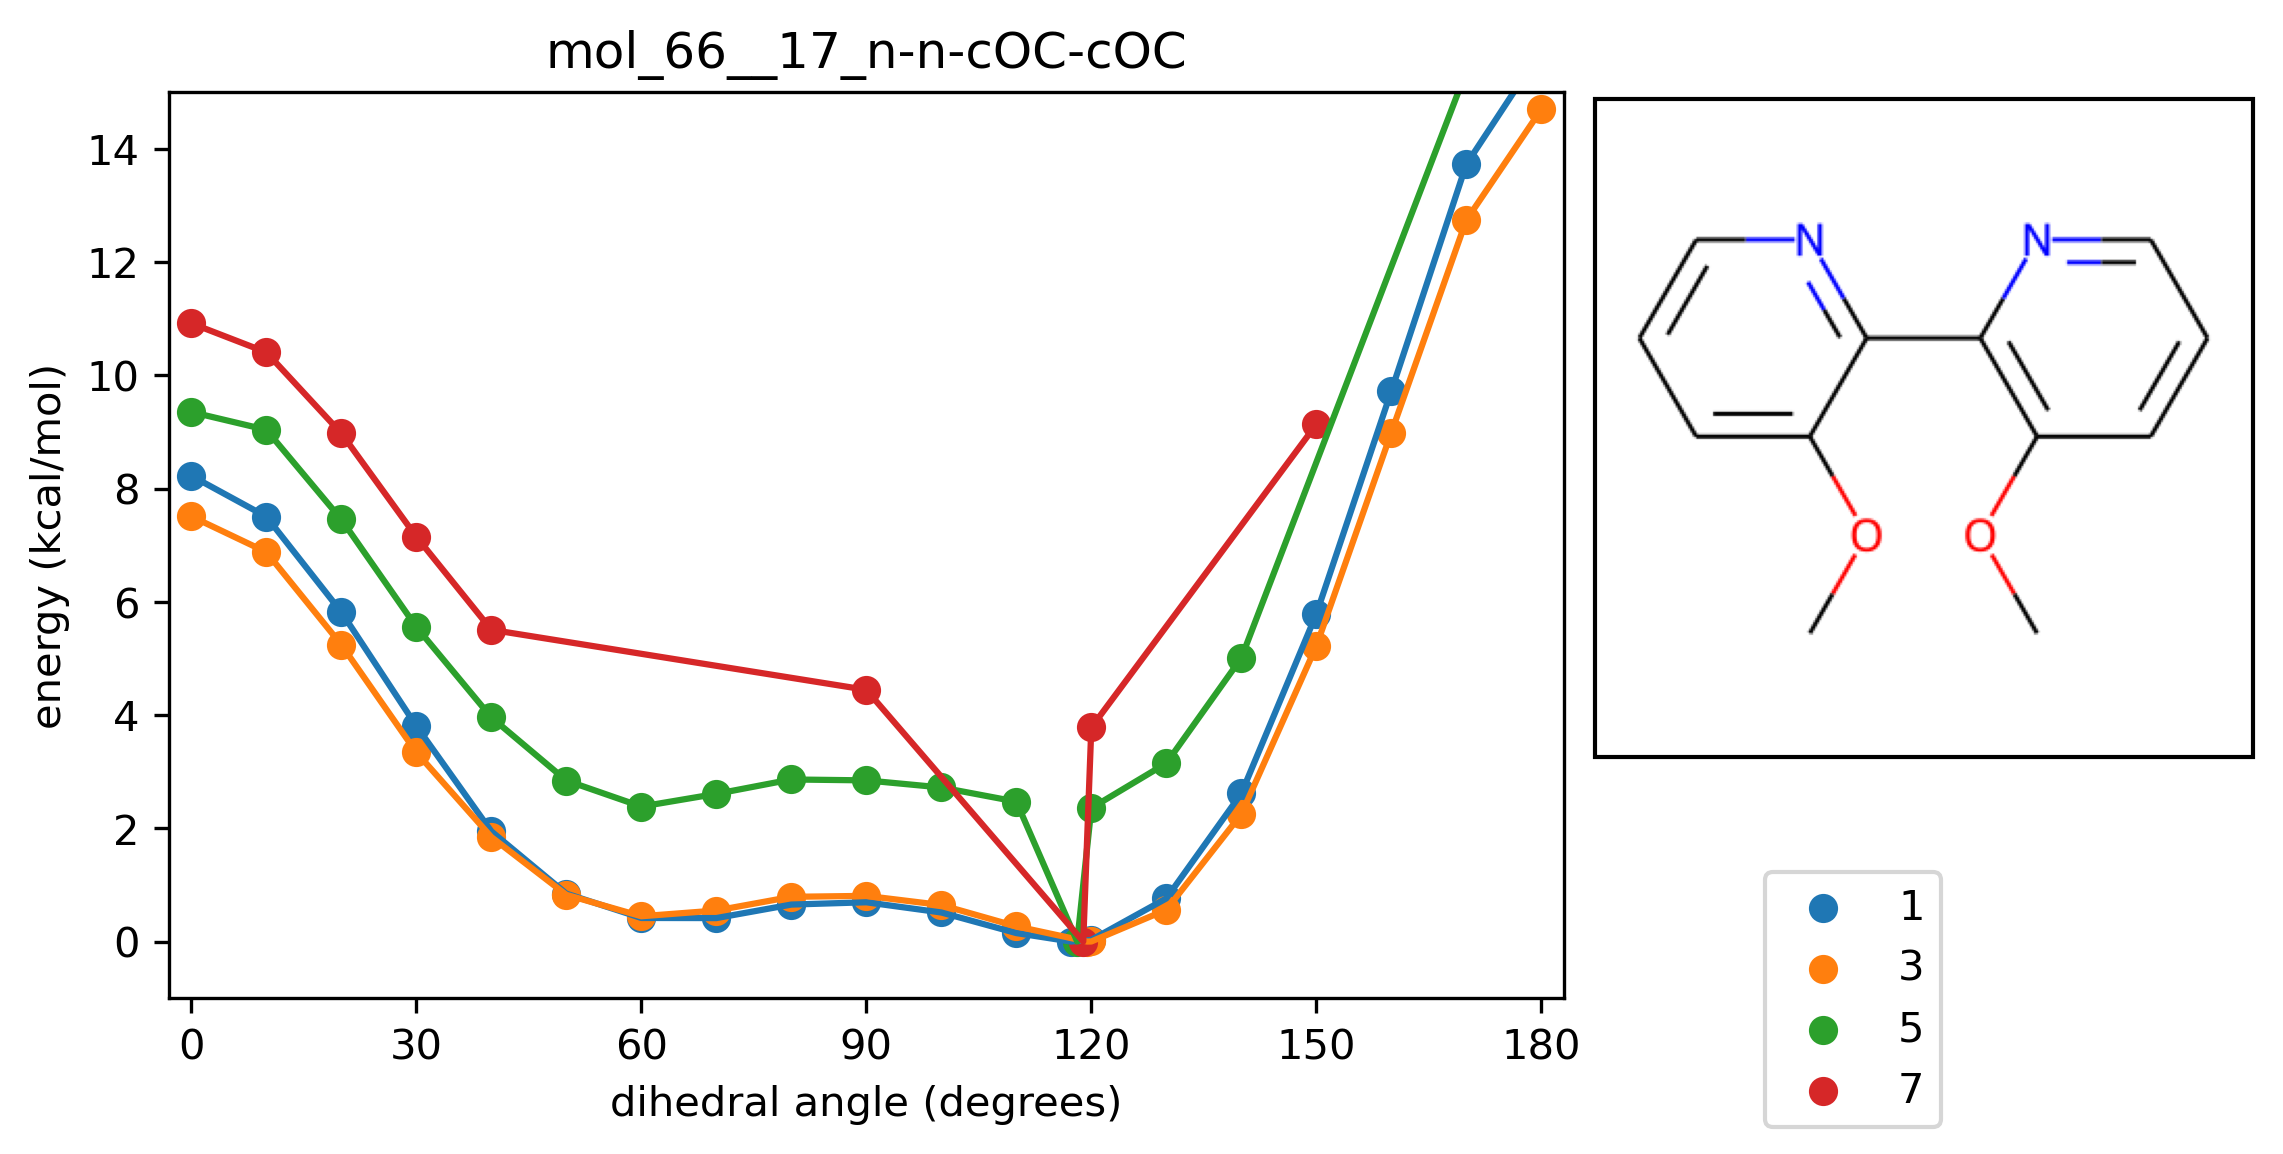 mol_66__17_n-n-cOC-cOC
energy (kcal/mol)
14
12
10
8
6
4
2
0
0 30 60 90 120 150 180
dihedral angle (degrees)
N N
O O
1
3
5
7